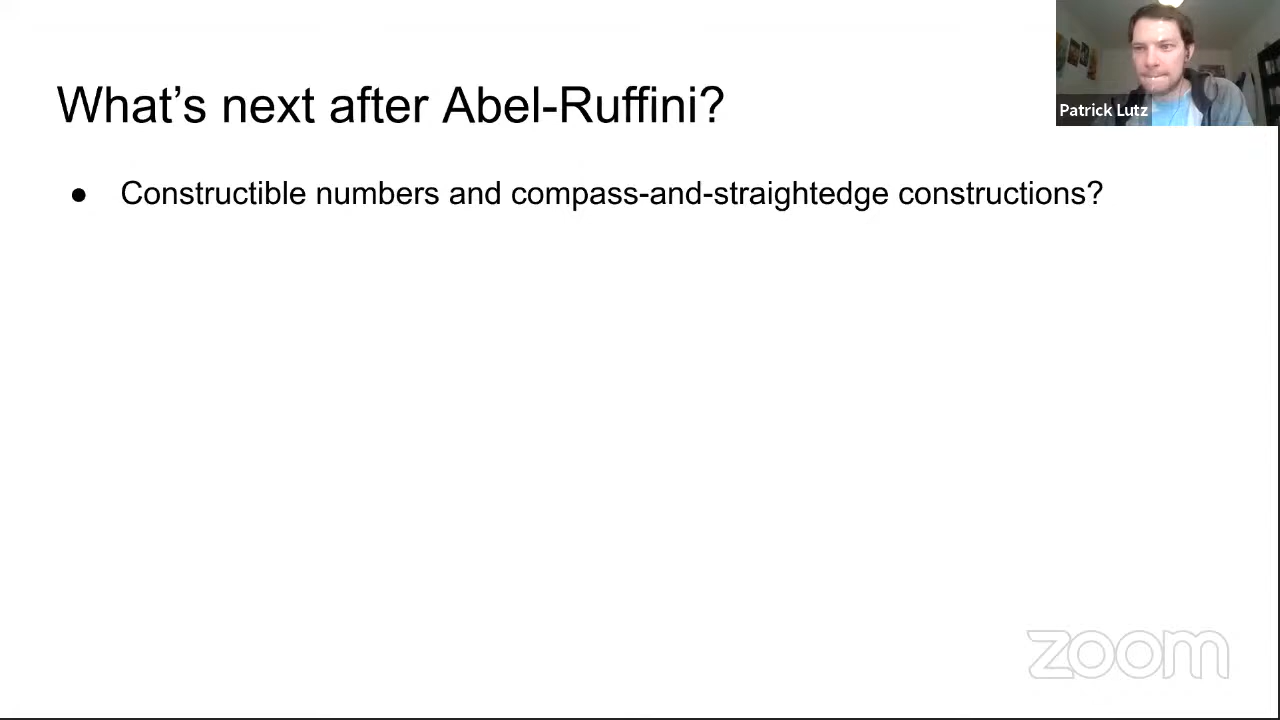 What's next after Abel-Ruffini?
Patrick Lutz
● Constructible numbers and compass-and-straightedge constructions?
zoom